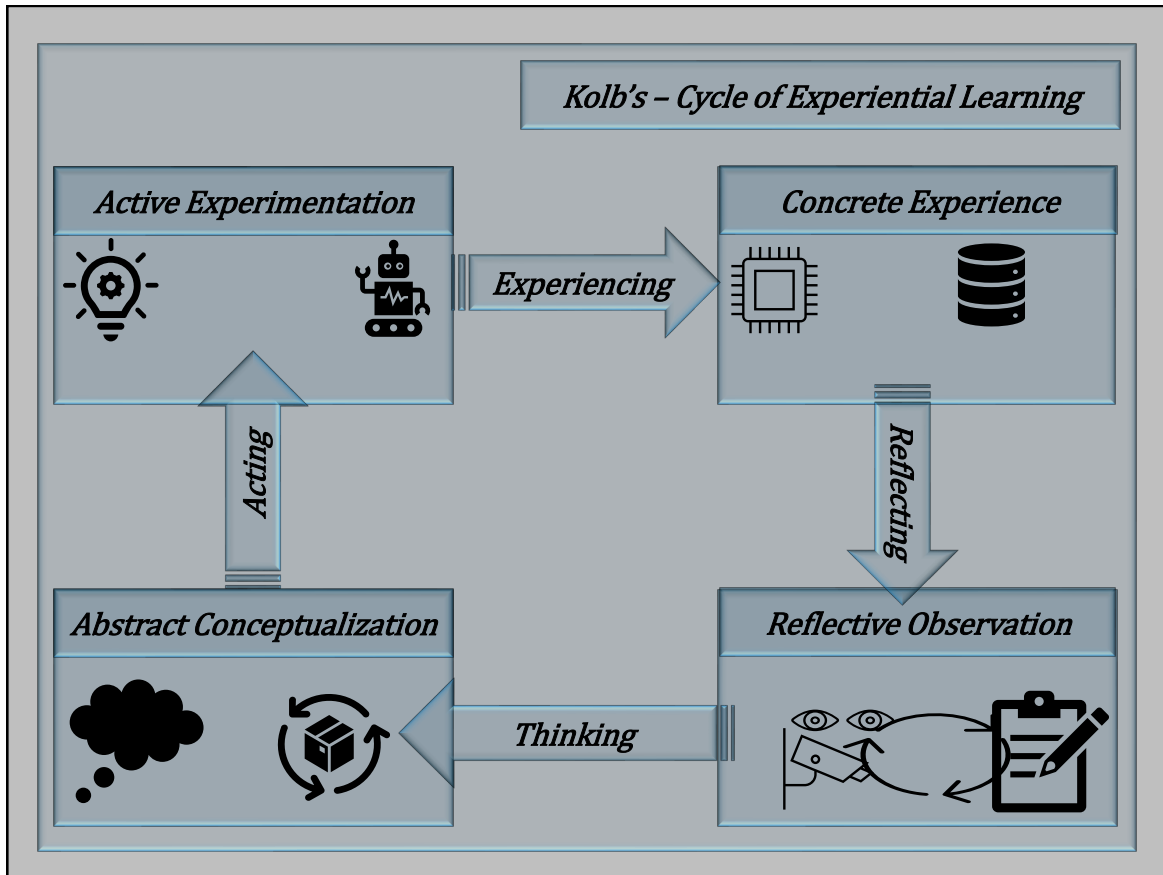 Kolb's – Cycle of Experiential Learning
Active Experimentation
Concrete Experience
Experiencing
Acting
Reflecting
Abstract Conceptualization
Reflective Observation
Thinking